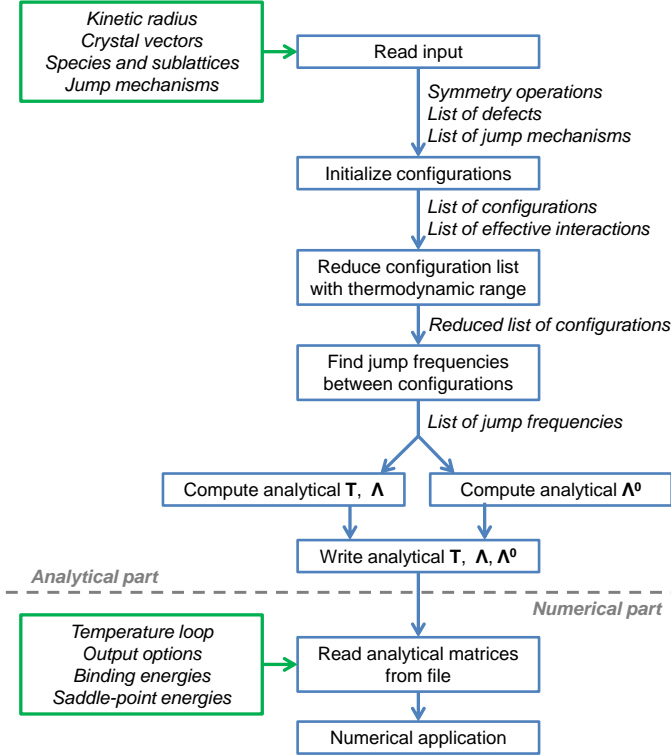 Kinetic radius
Crystal vectors
Species and sublattices
Jump mechanisms
Read input
Symmetry operations
List of defects
List of jump mechanisms
Initialize configurations
List of configurations
List of effective interactions
Reduce configuration list
with thermodynamic range
Reduced list of configurations
Find jump frequencies
between configurations
List of jump frequencies
Compute analytical T, Λ
Compute analytical Λ⁰
Write analytical T, Λ, Λ⁰
Analytical part
Numerical part
Temperature loop
Output options
Binding energies
Saddle-point energies
Read analytical matrices
from file
Numerical application